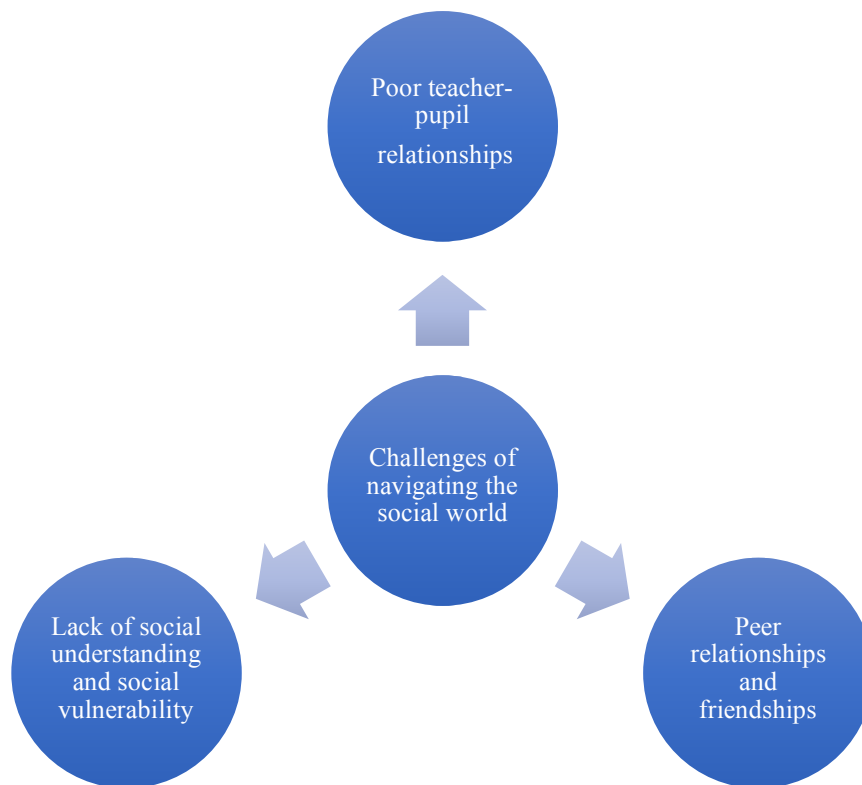 Poor teacher-
pupil
relationships
Challenges of
navigating the
social world
Lack of social
understanding
and social
vulnerability
Peer
relationships
and
friendships